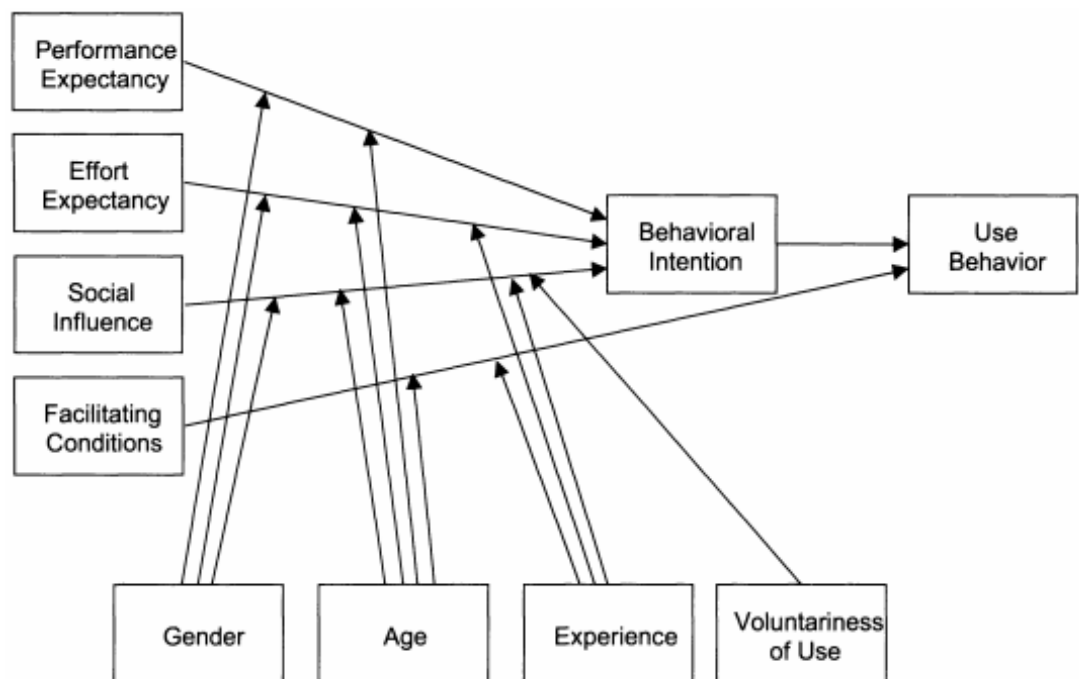 Performance
Expectancy
Effort
Expectancy
Social
Influence
Facilitating
Conditions
Behavioral
Intention
Use
Behavior
Gender
Age
Experience
Voluntariness
of Use